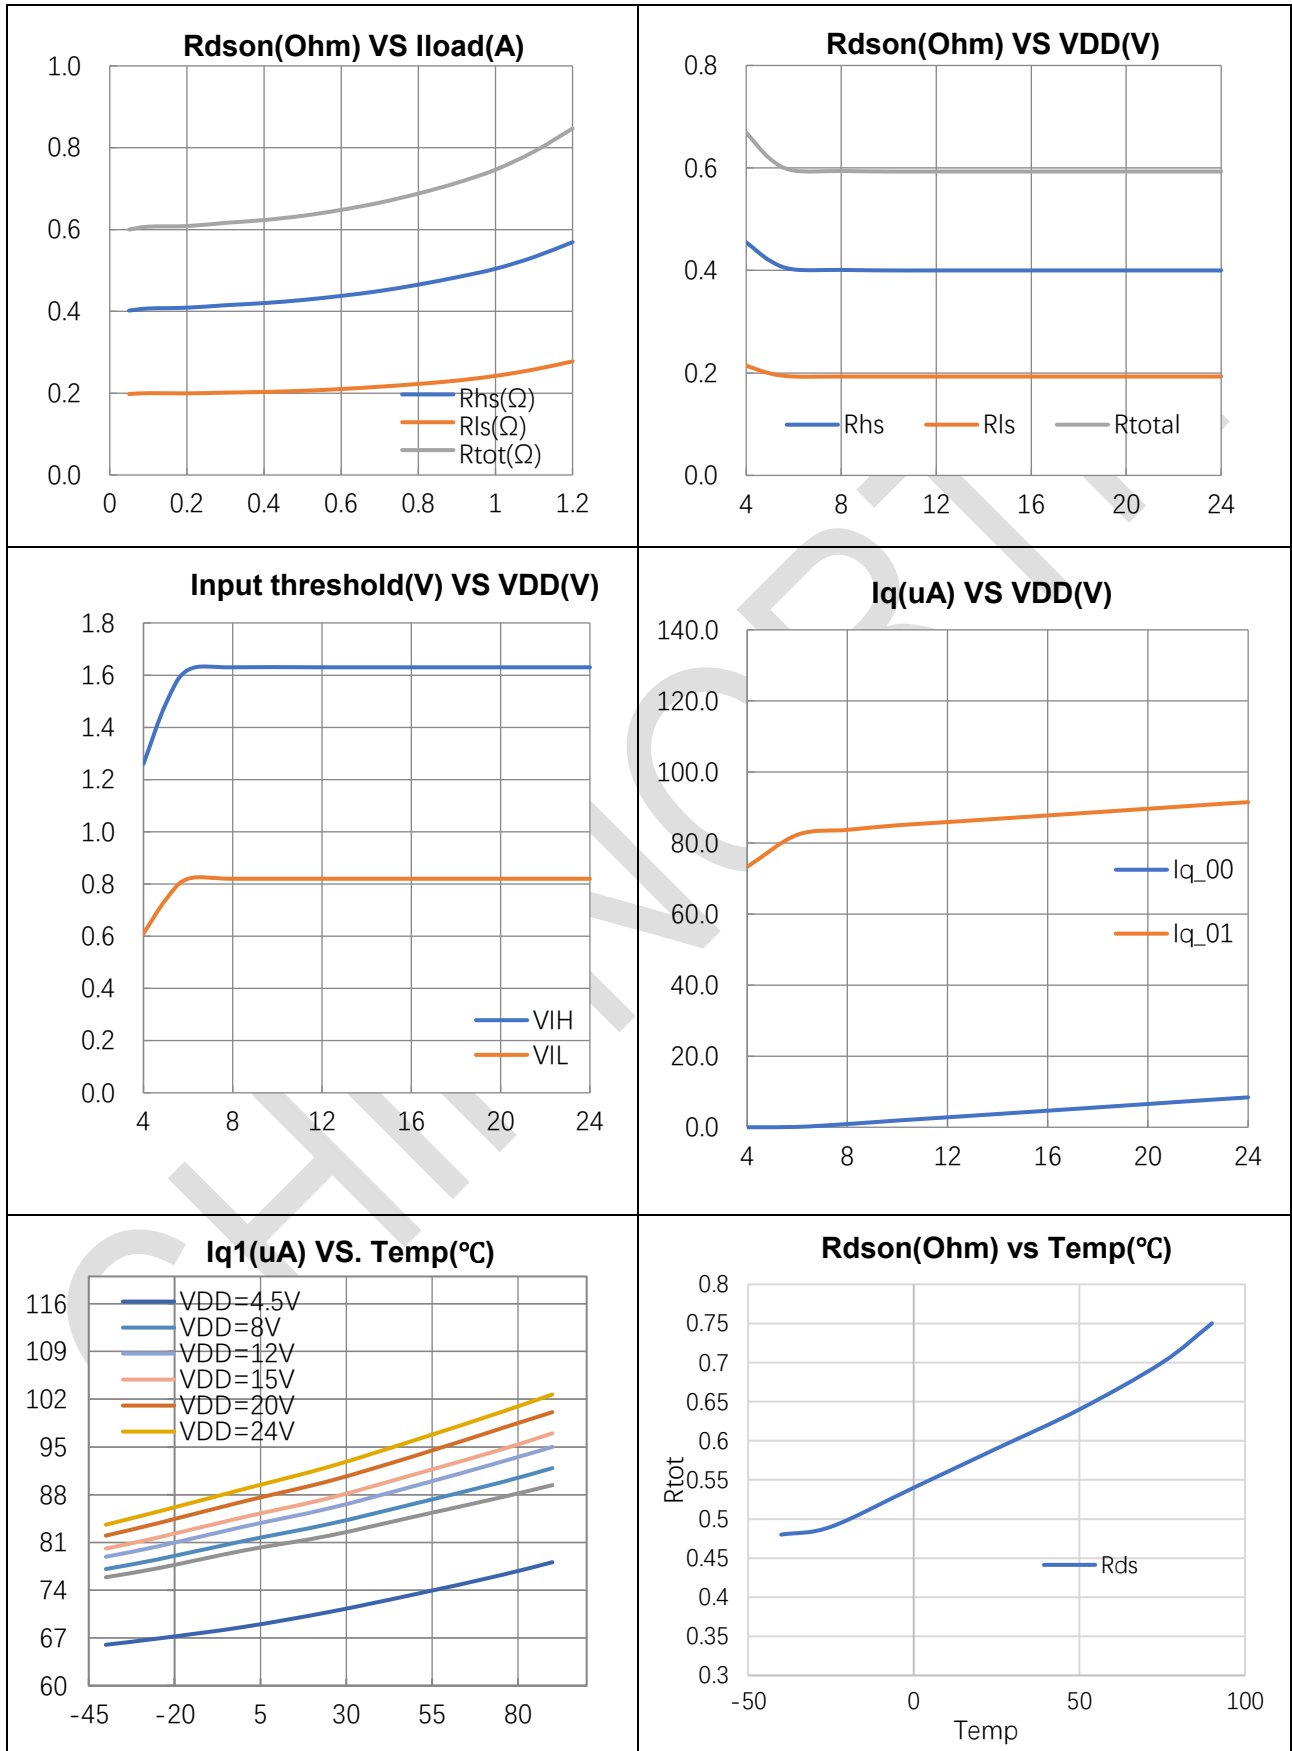 Rdson(Ohm) VS Iload(A)
1.0
0.8
0.6
0.4
0.2
0.0
0 0.2 0.4 0.6 0.8 1 1.2
Rhs(Ω)
Rls(Ω)
Rtot(Ω)
Rdson(Ohm) VS VDD(V)
0.8
0.6
0.4
0.2
0.0
4 8 12 16 20 24
Rhs Rls Rtotal
Input threshold(V) VS VDD(V)
1.8
1.6
1.4
1.2
1.0
0.8
0.6
0.4
0.2
0.0
4 8 12 16 20 24
VIH
VIL
Iq(uA) VS VDD(V)
140.0
120.0
100.0
80.0
60.0
40.0
20.0
0.0
4 8 12 16 20 24
Iq_00
Iq_01
Iq1(uA) VS. Temp(℃)
116
109
102
95
88
81
74
67
60
-45 -20 5 30 55 80
VDD=4.5V
VDD=8V
VDD=12V
VDD=15V
VDD=20V
VDD=24V
Rdson(Ohm) vs Temp(℃)
0.8
0.75
0.7
0.65
0.6
0.55
0.5
0.45
0.4
0.35
0.3
-50 0 50 100
Rtot
Temp
Rds